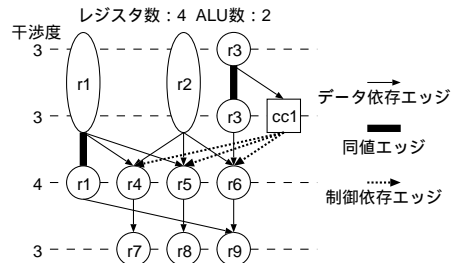 レジスタ数：4 ALU数：2
干渉度
3 r1 r2 r3
3 r3 cc1
4 r1 r4 r5 r6
3 r7 r8 r9
データ依存エッジ
同値エッジ
制御依存エッジ